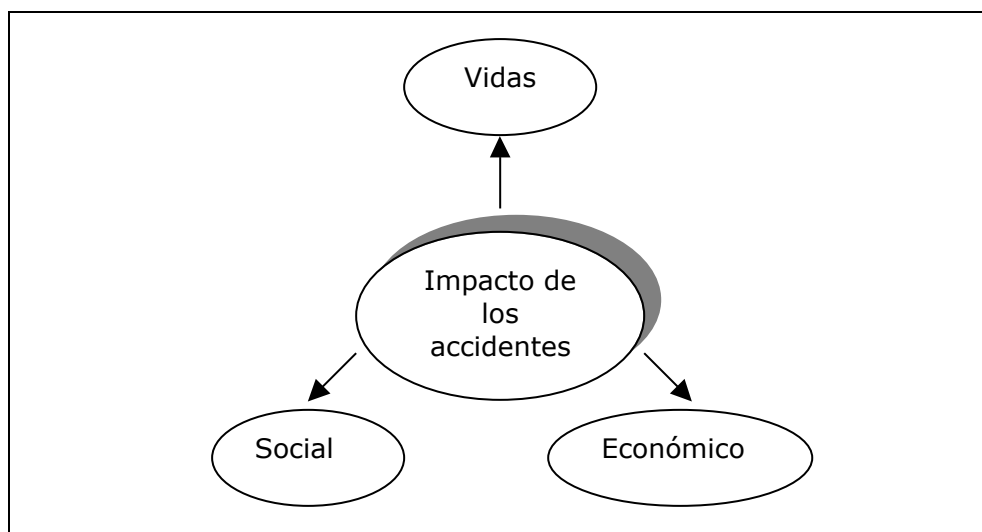 Vidas
Impacto de
los
accidentes
Social
Económico